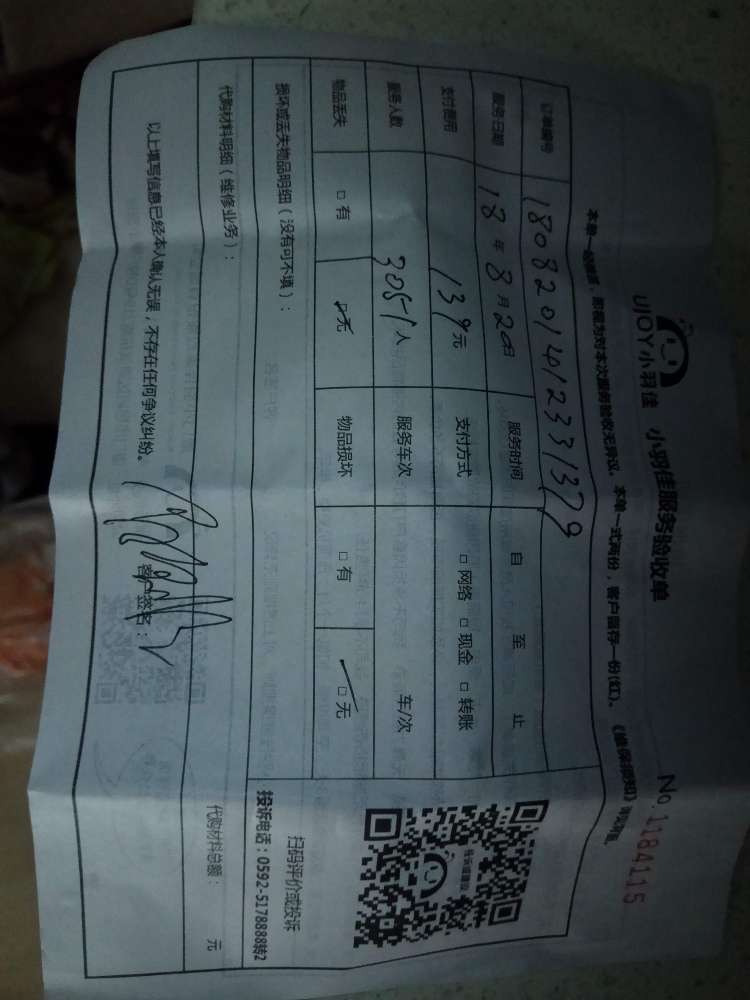 UJOY小羽佳 小羽佳服务验收单
No.1184115
本单一经签署，即视为对本次服务验收无异议。本单一式两份，客户留存一份(红)。
订单编号 1808201412331379
服务日期 18年8月20日 服务时间 自 至 止
支付费用 139元 支付方式 □网络 □现金 □转账
服务人数 人 服务车次 车/次
物品丢失 □有 □无 物品损坏 □有 □无
损坏或丢失物品明细（没有可不填）：
代购材料明细（维修业务）：
代购材料总额： 元
以上填写信息已经本人确认无误，不存在任何争议纠纷。
客户签名：
扫码评价或投诉
投诉电话：0592-5178888转2